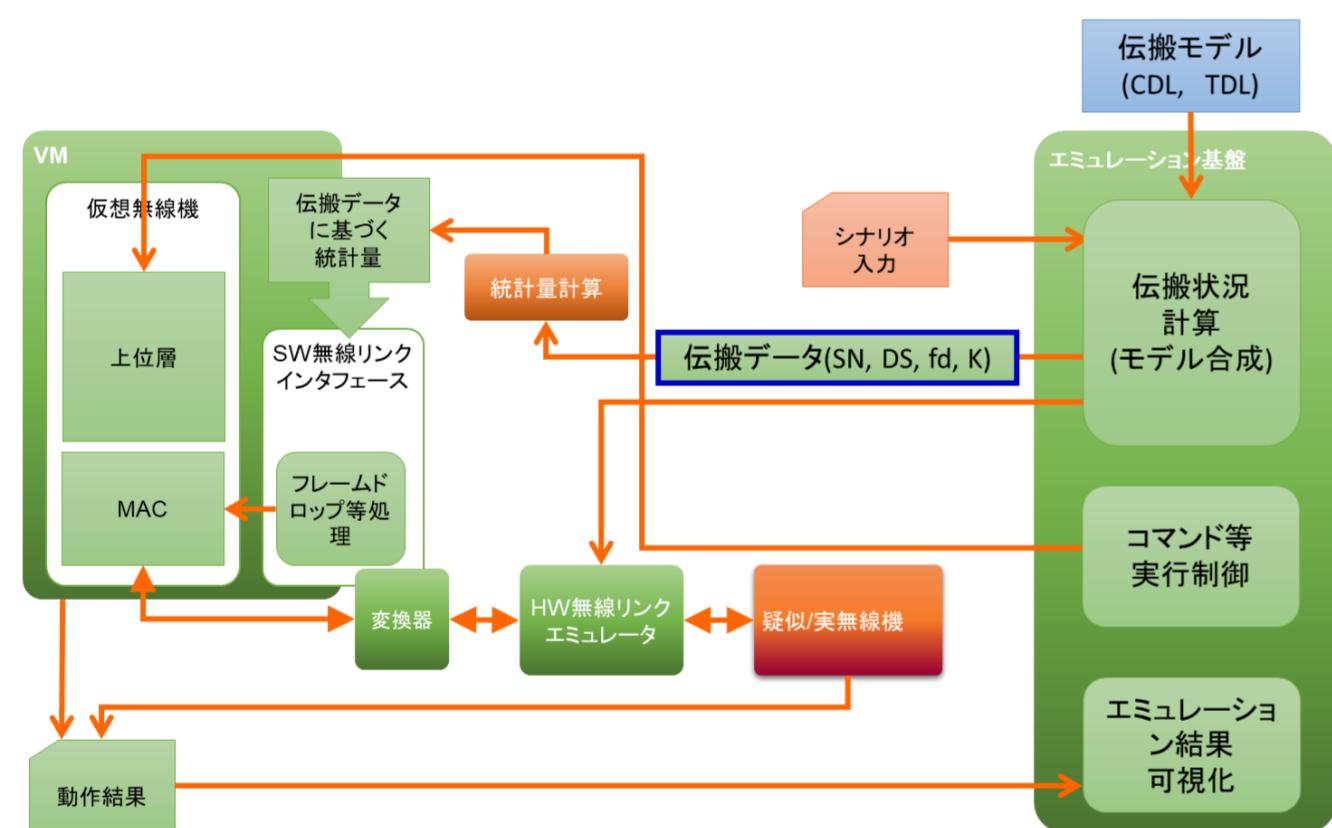 伝搬モデル
(CDL, TDL)
VM
エミュレーション基盤
仮想無線機
伝搬データ
に基づく
統計量
シナリオ
入力
統計量計算
伝搬状況
計算
(モデル合成)
上位層
SW無線リンク
インタフェース
伝搬データ(SN, DS, fd, K)
MAC
フレームド
ロップ等処
理
コマンド等
実行制御
変換器
HW無線リンク
エミュレータ
疑似/実無線機
エミュレーショ
ン結果
可視化
動作結果